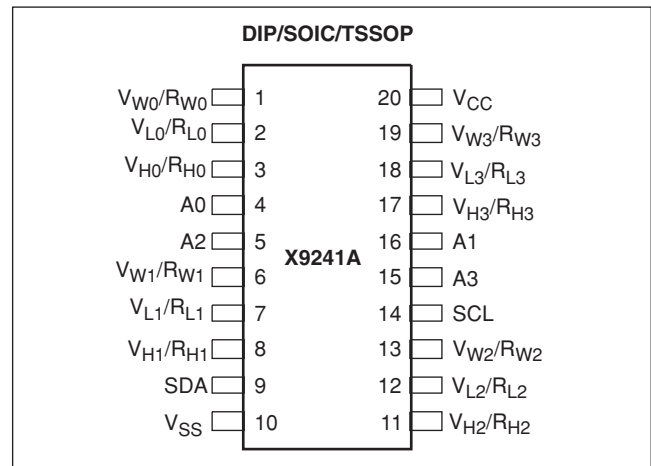 DIP/SOIC/TSSOP
VW0/RW0 1 20 VCC
VL0/RL0 2 19 VW3/RW3
VH0/RH0 3 18 VL3/RL3
A0 4 17 VH3/RH3
A2 5 16 A1
X9241A
VW1/RW1 6 15 A3
VL1/RL1 7 14 SCL
VH1/RH1 8 13 VW2/RW2
SDA 9 12 VL2/RL2
VSS 10 11 VH2/RH2